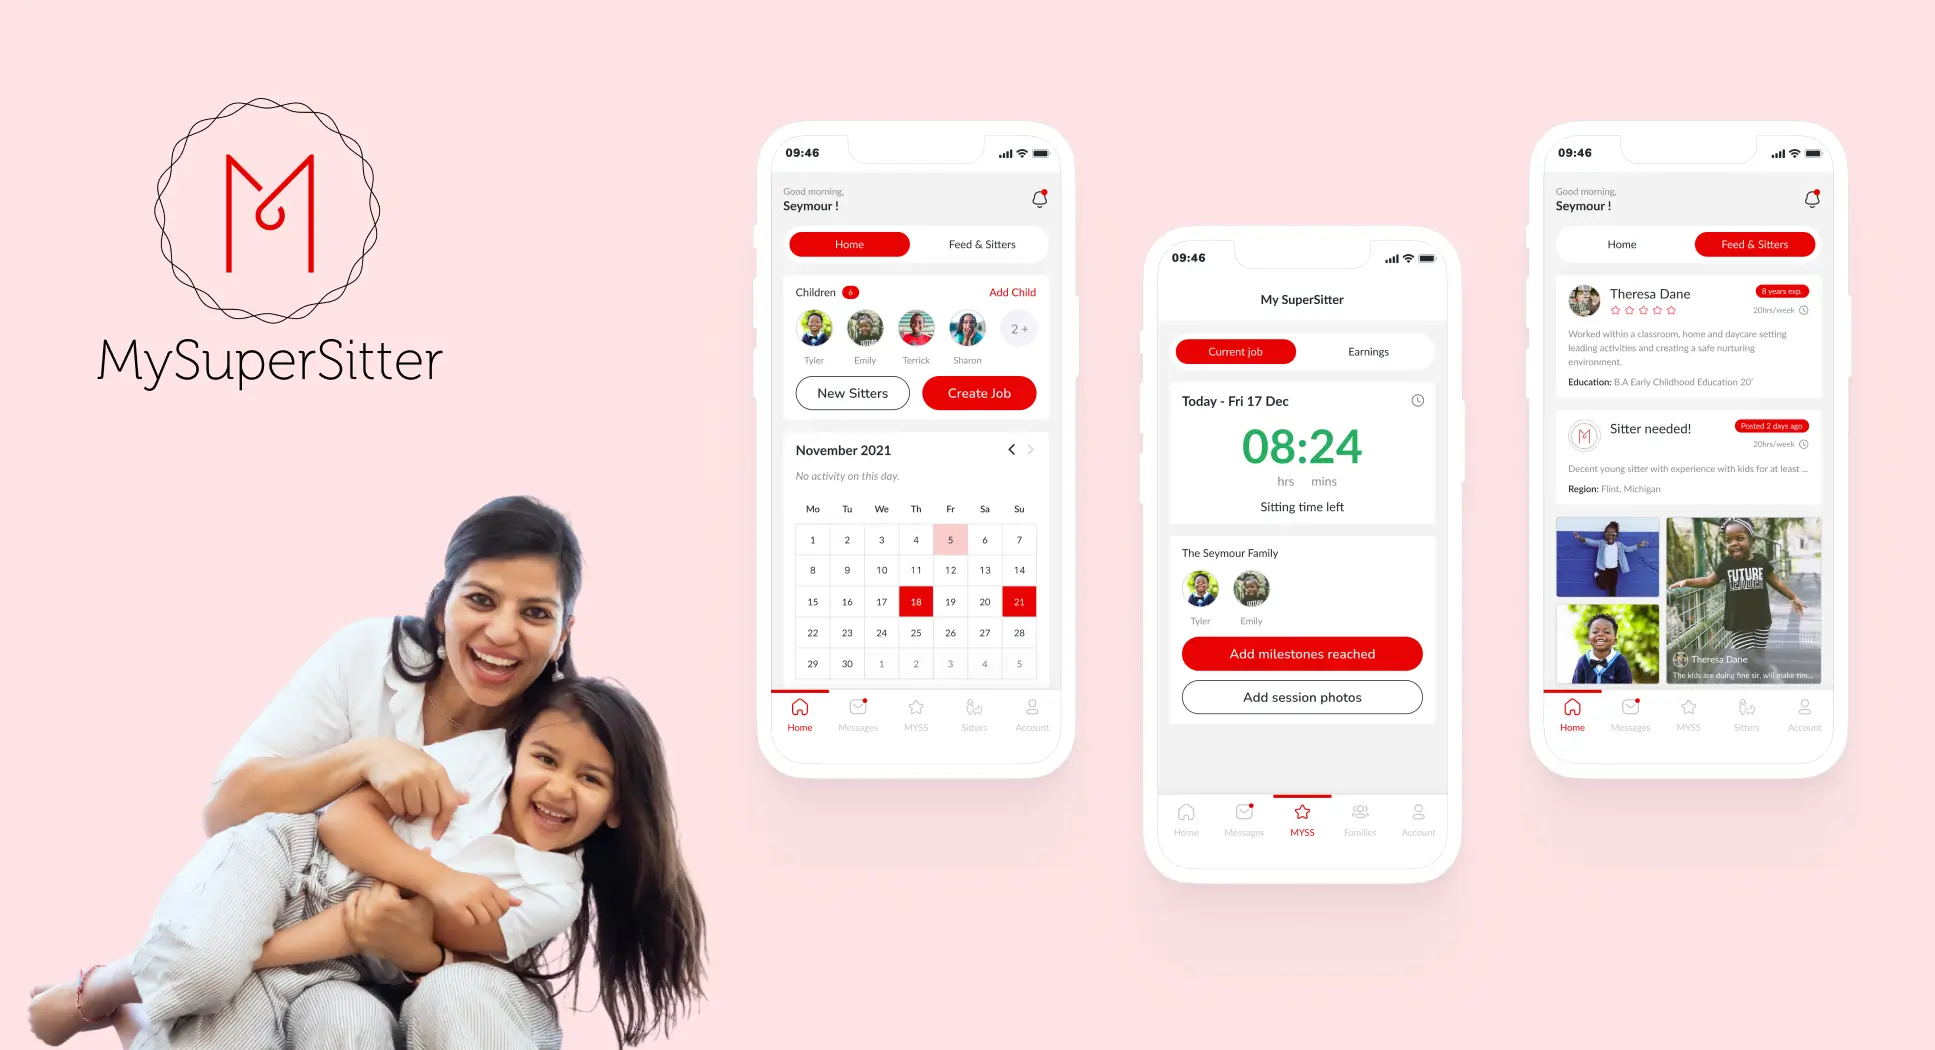 MySuperSitter
09:46
Good morning,
Seymour !
Home Feed & Sitters
Children 6 Add Child
2 +
Tyler Emily Terrick Sharon
New Sitters Create Job
November 2021
No activity on this day.
Mo Tu We Th Fr Sa Su
1 2 3 4 5 6 7
8 9 10 11 12 13 14
15 16 17 18 19 20 21
22 23 24 25 26 27 28
29 30 1 2 3 4 5
Home Messages MYSS Sitters Account
09:46
My SuperSitter
Current job Earnings
Today - Fri 17 Dec
08:24
hrs mins
Sitting time left
The Seymour Family
Tyler Emily
Add milestones reached
Add session photos
Home Messages MYSS Families Account
09:46
Good morning,
Seymour !
Home Feed & Sitters
Theresa Dane 8 years exp.
20hrs/week
Worked within a classroom, home and daycare setting
leading activities and creating a safe nurturing
environment.
Education: B.A Early Childhood Education 20'
Sitter needed! Posted 2 days ago
20hrs/week
Decent young sitter with experience with kids for at least ...
Region: Flint, Michigan
FUTURE
LEADER
Theresa Dane
The kids are doing fine sir, will make tim...
Home Messages MYSS Sitters Account